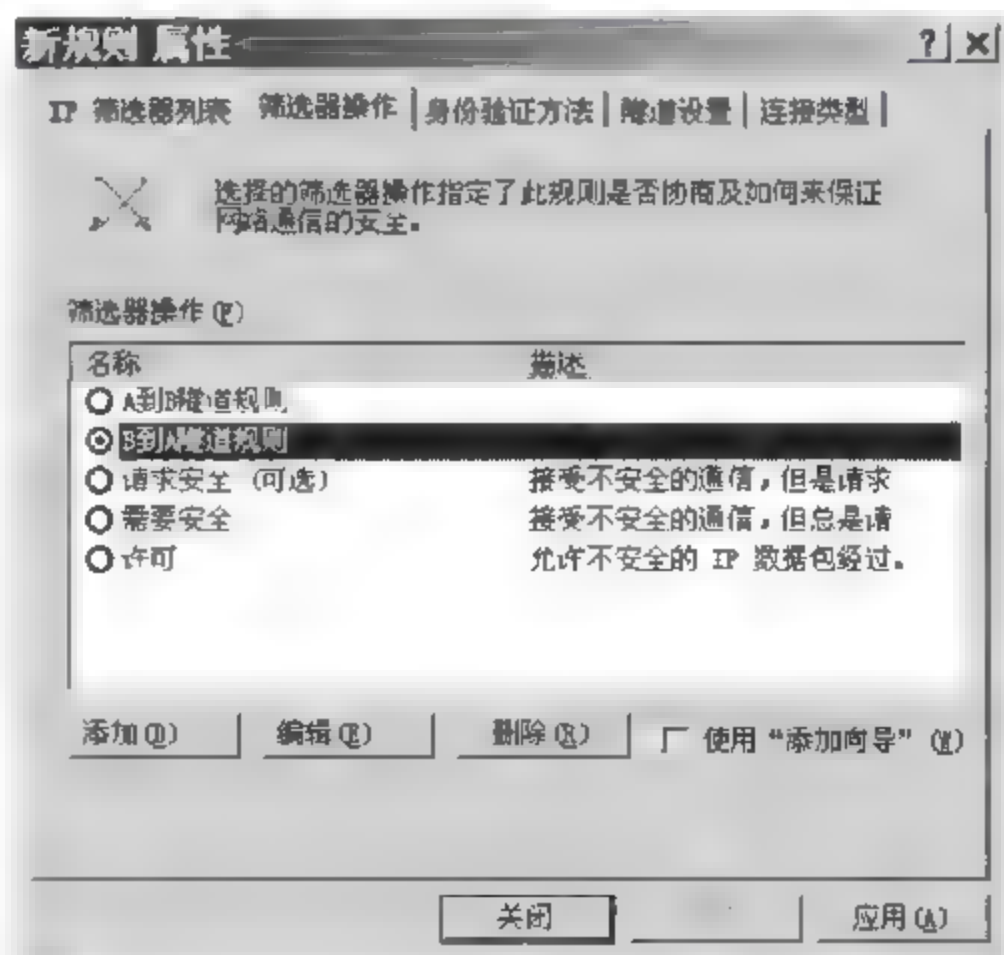 新规则 属性
IP 筛选器列表 筛选器操作 身份验证方法 隧道设置 连接类型
选择的筛选器操作指定了此规则是否协商及如何来保证
网络通信的安全。
筛选器操作(F)
名称 描述
A到B隧道规则
B到A隧道规则
请求安全 (可选) 接受不安全的通信,但是请求
需要安全 接受不安全的通信,但总是请
许可 允许不安全的 IP 数据包经过。
添加(D) 编辑(E) 删除(R) 使用“添加向导”(W)
关闭 应用(A)